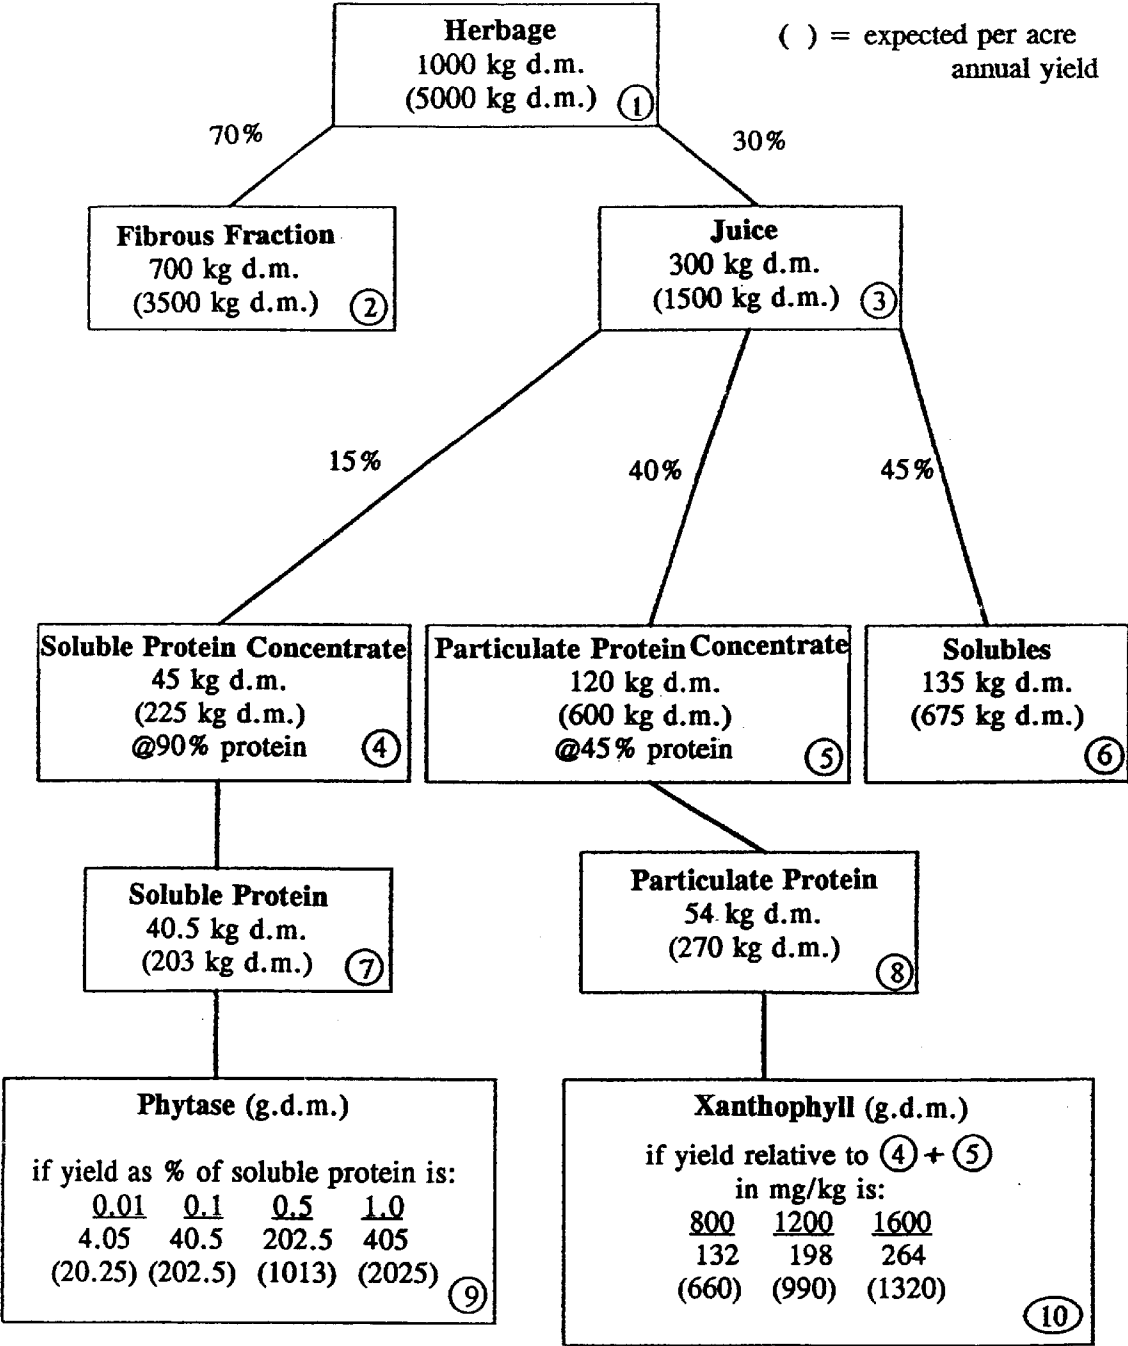 Herbage
1000 kg d.m.
(5000 kg d.m.) 1
( ) = expected per acre
annual yield
70%
30%
Fibrous Fraction
700 kg d.m.
(3500 kg d.m.) 2
Juice
300 kg d.m.
(1500 kg d.m.) 3
15%
40%
45%
Soluble Protein Concentrate
45 kg d.m.
(225 kg d.m.)
@90% protein 4
Particulate Protein Concentrate
120 kg d.m.
(600 kg d.m.)
@45% protein 5
Solubles
135 kg d.m.
(675 kg d.m.)
6
Soluble Protein
40.5 kg d.m.
(203 kg d.m.) 7
Particulate Protein
54 kg d.m.
(270 kg d.m.)
8
Phytase (g.d.m.)
if yield as % of soluble protein is:
0.01 0.1 0.5 1.0
4.05 40.5 202.5 405
(20.25) (202.5) (1013) (2025)
9
Xanthophyll (g.d.m.)
if yield relative to 4 + 5
in mg/kg is:
800 1200 1600
132 198 264
(660) (990) (1320)
10